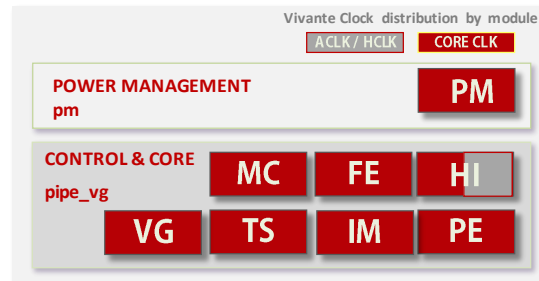 Vivante Clock distribution by module
ACLK / HCLK CORE CLK
POWER MANAGEMENT
pm
PM
CONTROL & CORE
pipe_vg
MC FE HI
VG TS IM PE